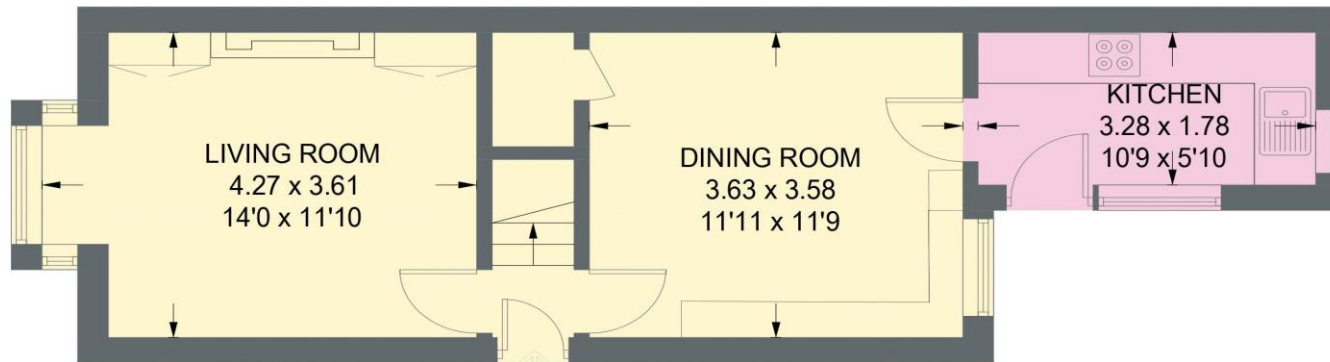 LIVING ROOM
4.27 x 3.61
14'0 x 11'10
DINING ROOM
3.63 x 3.58
11'11 x 11'9
KITCHEN
3.28 x 1.78
10'9 x 5'10